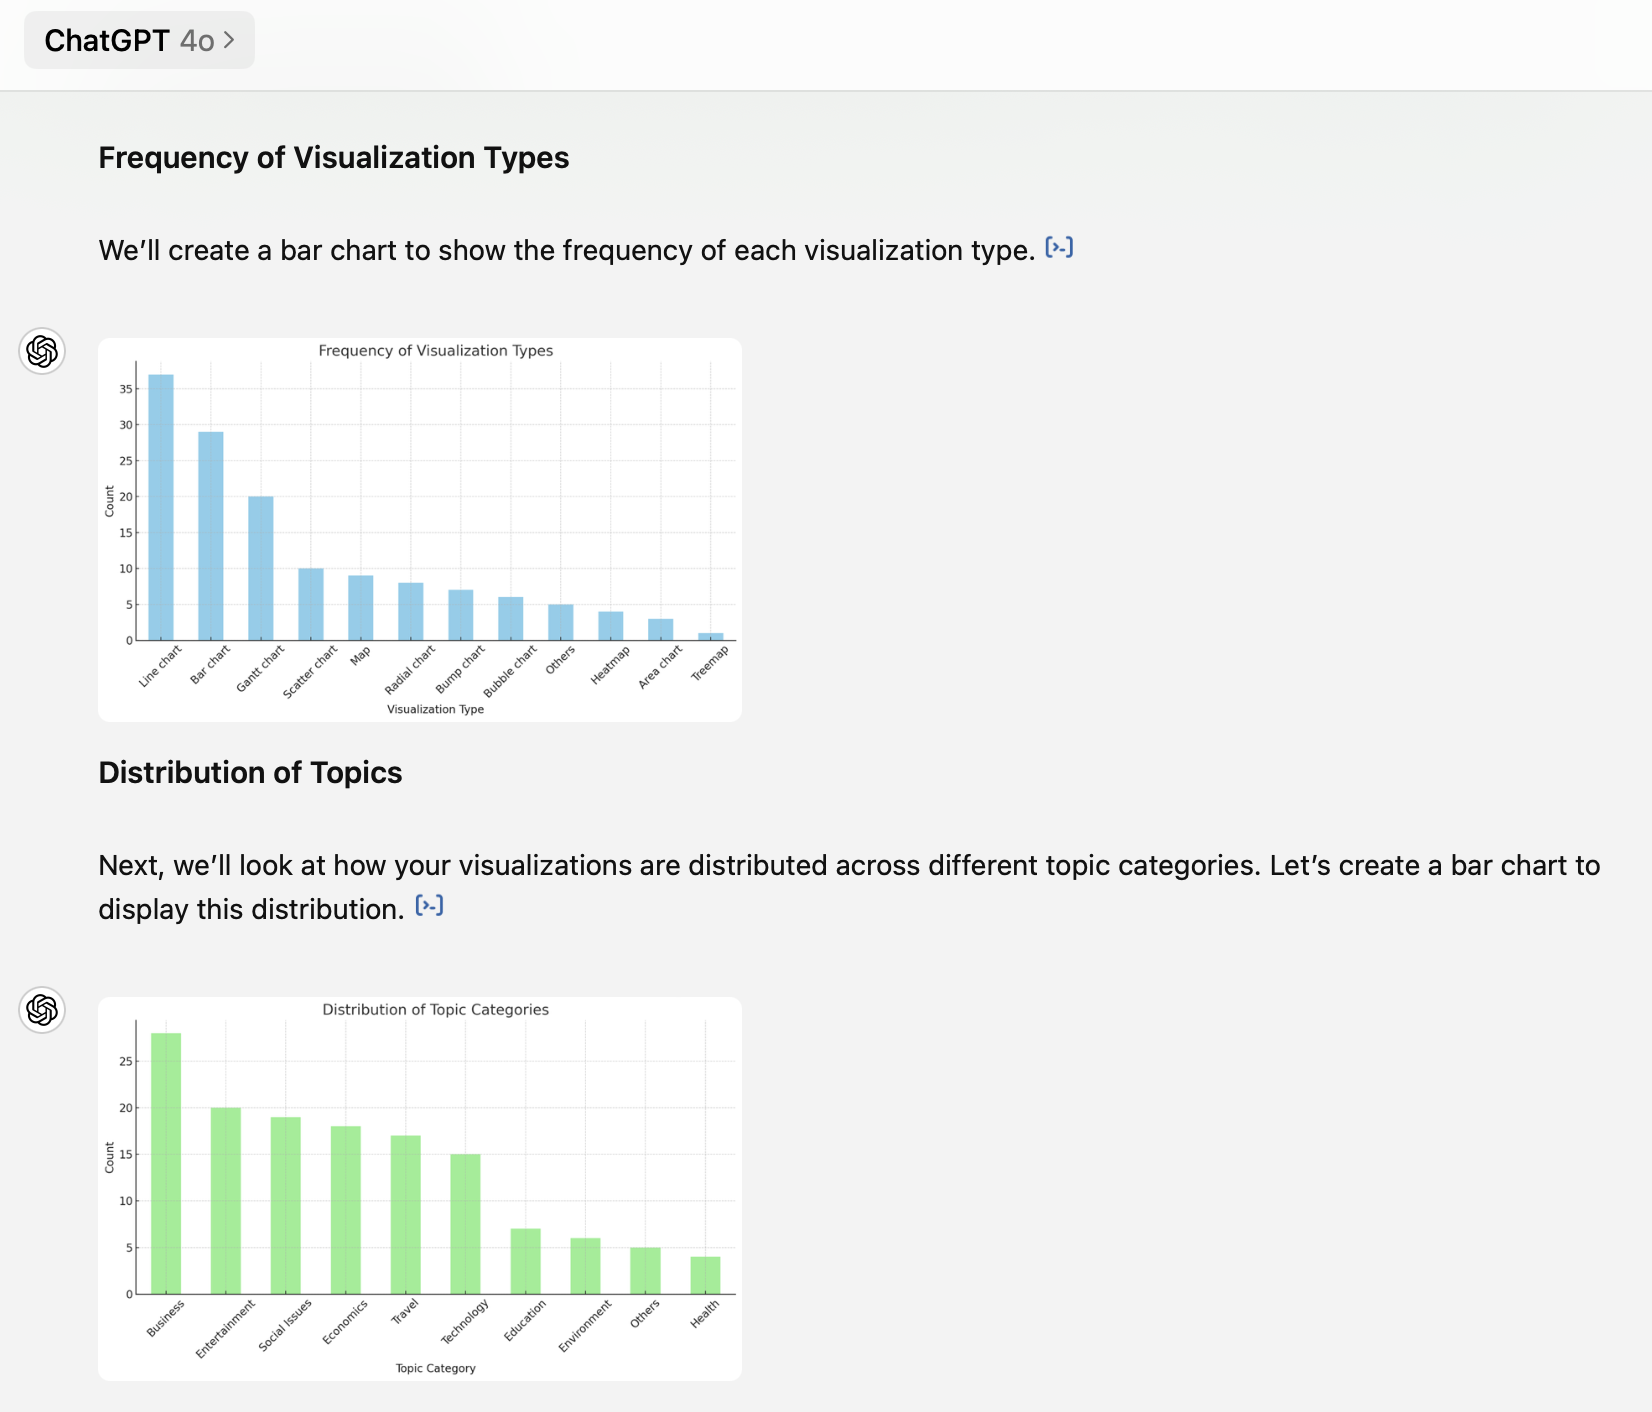 ChatGPT 4o >
Frequency of Visualization Types
We’ll create a bar chart to show the frequency of each visualization type. [>-]
Frequency of Visualization Types
35
30
25
20
15
10
5
0
Count
Line chart
Bar chart
Gantt chart
Scatter chart
Map
Radial chart
Bump chart
Bubble chart
Others
Heatmap
Area chart
Treemap
Visualization Type
Distribution of Topics
Next, we’ll look at how your visualizations are distributed across different topic categories. Let’s create a bar chart to
display this distribution. [>-]
Distribution of Topic Categories
25
20
15
10
5
0
Count
Business
Entertainment
Social Issues
Economics
Travel
Technology
Education
Environment
Others
Health
Topic Category